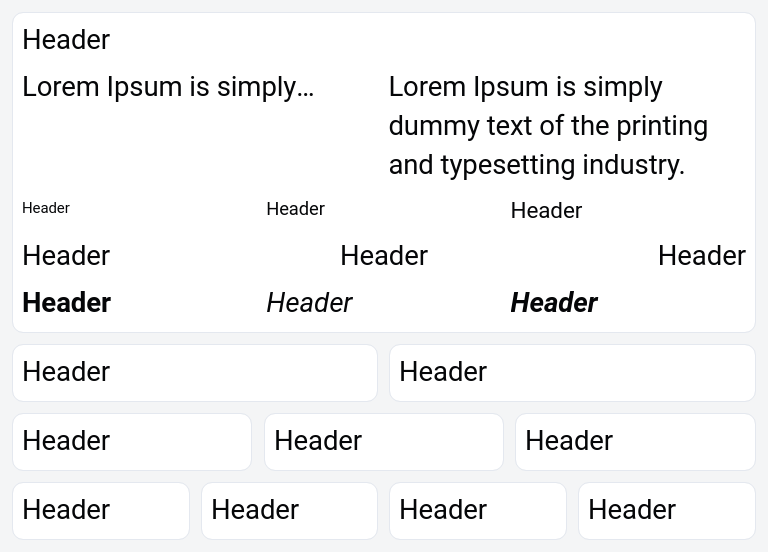 Header
Lorem Ipsum is simply…
Lorem Ipsum is simply
dummy text of the printing
and typesetting industry.
Header Header Header
Header Header Header
Header Header Header
Header Header
Header Header Header
Header Header Header Header